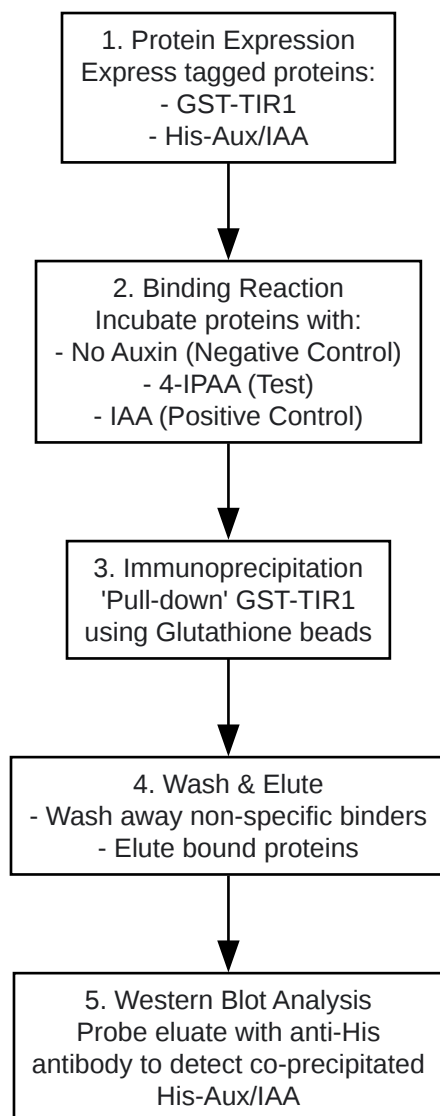 1. Protein Expression
Express tagged proteins:
- GST-TIR1
- His-Aux/IAA
2. Binding Reaction
Incubate proteins with:
- No Auxin (Negative Control)
- 4-IPAA (Test)
- IAA (Positive Control)
3. Immunoprecipitation
'Pull-down' GST-TIR1
using Glutathione beads
4. Wash & Elute
- Wash away non-specific binders
- Elute bound proteins
5. Western Blot Analysis
Probe eluate with anti-His
antibody to detect co-precipitated
His-Aux/IAA